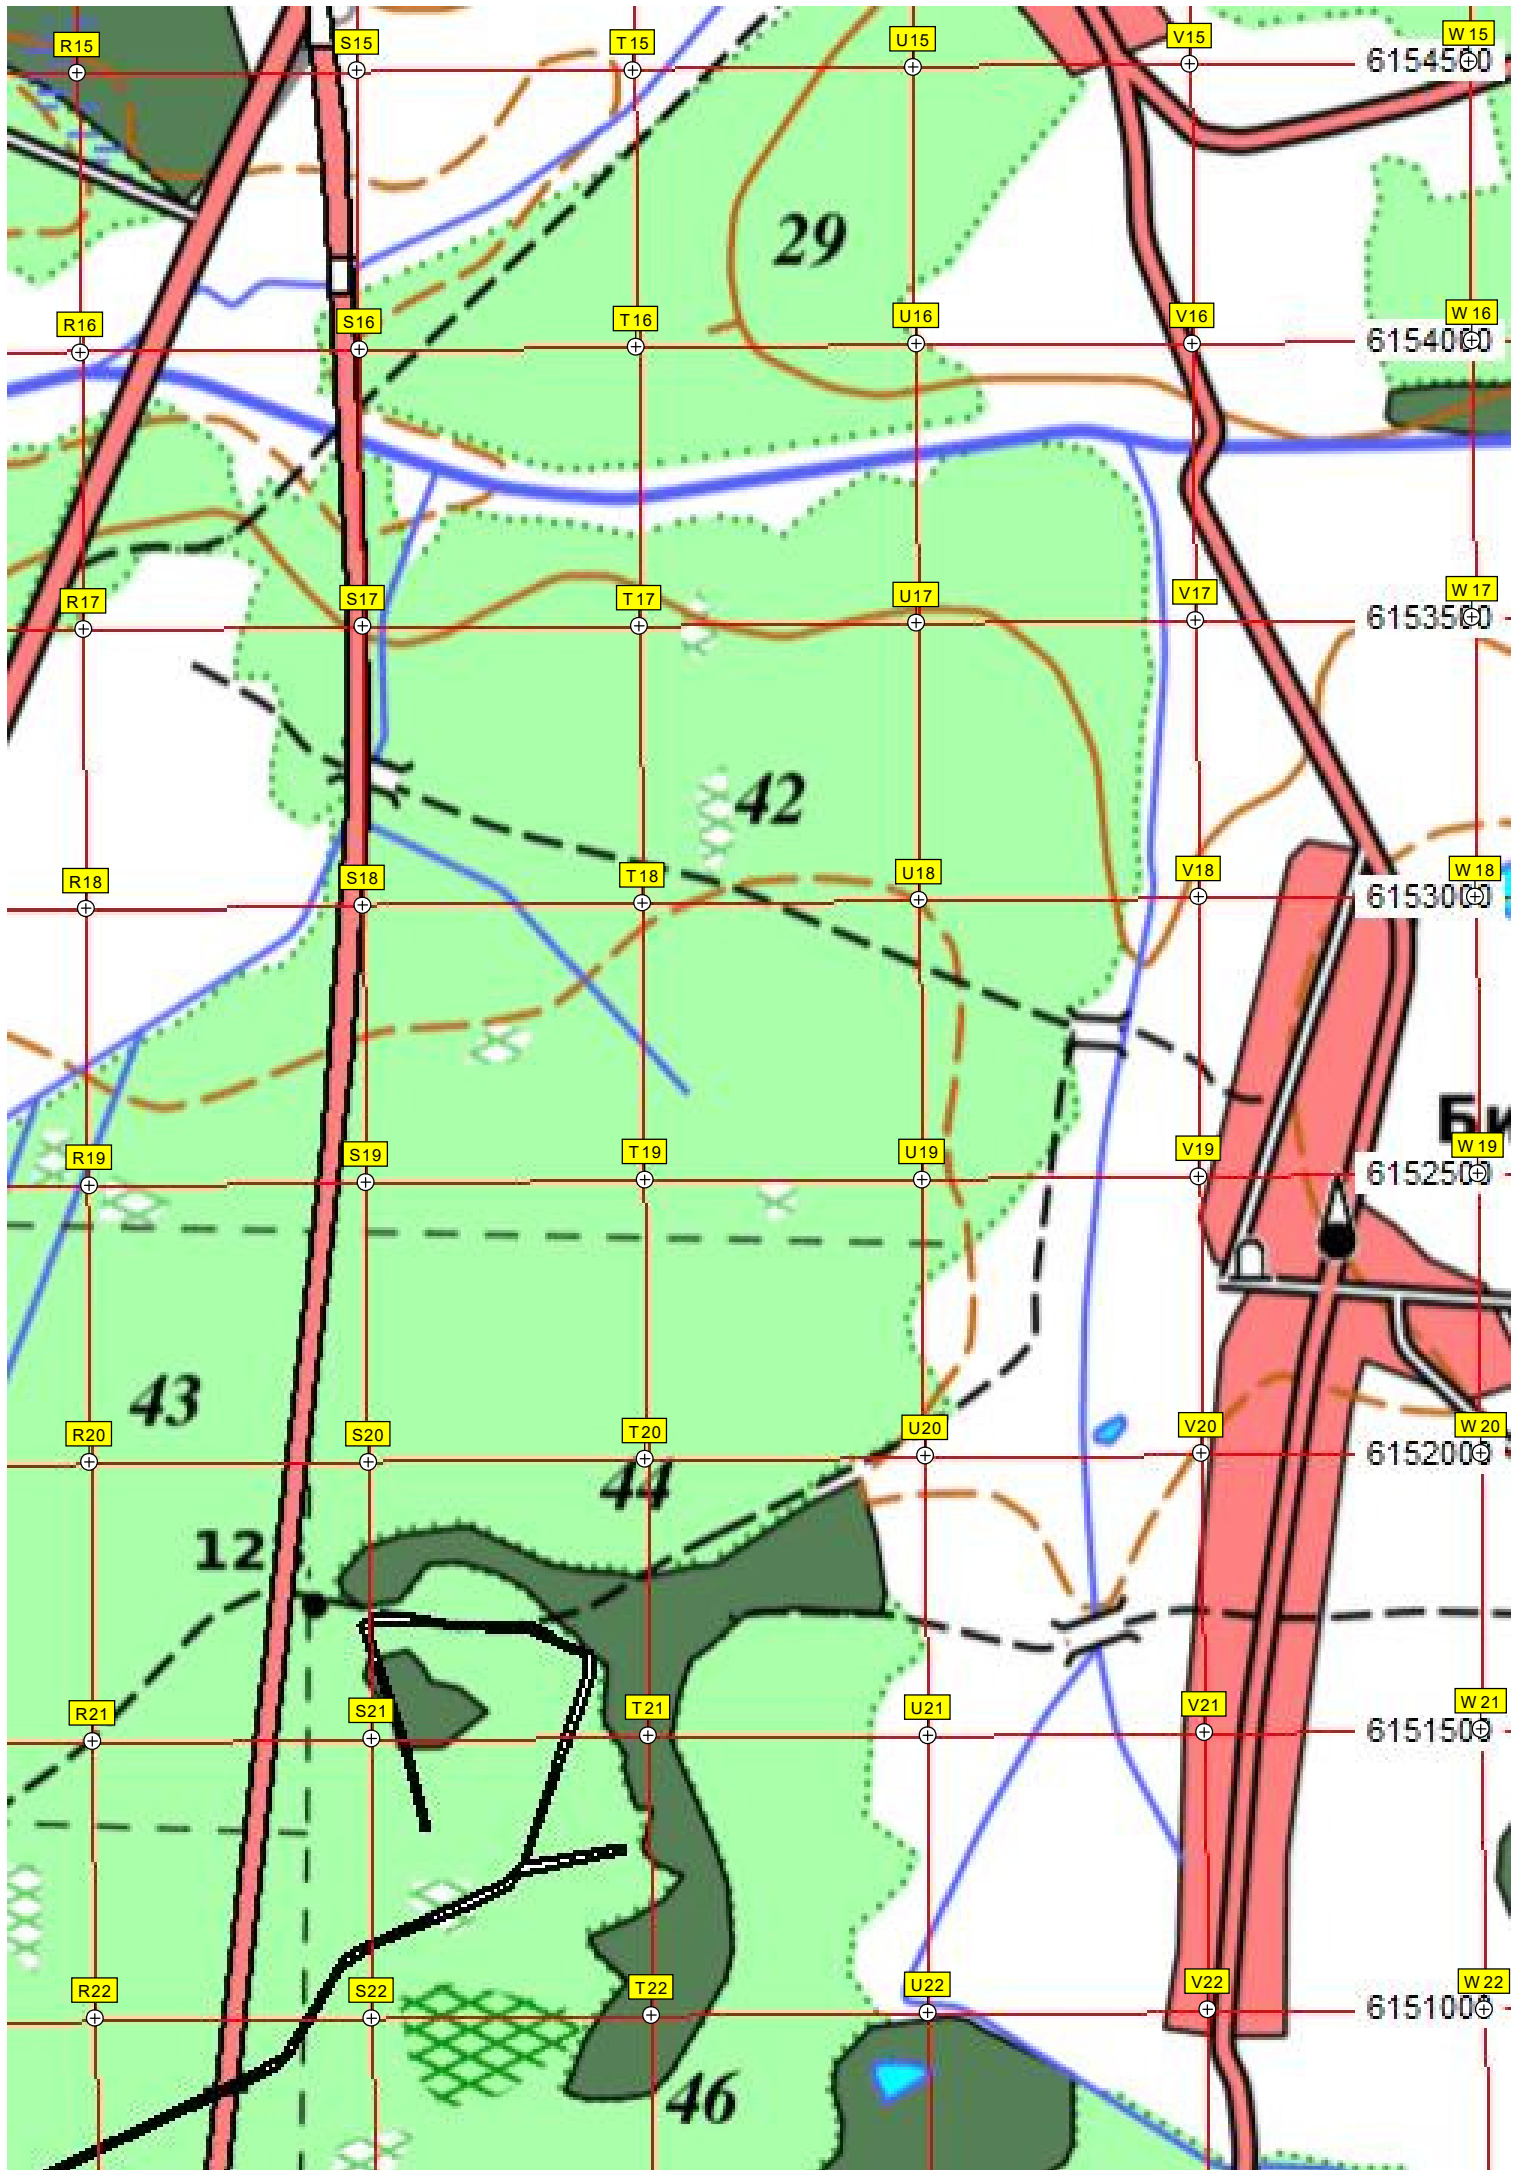 R15 S15 T15 U15 V15 W15
6154500
29
R16 S16 T16 U16 V16 W16
6154000
R17 S17 T17 U17 V17 W17
6153500
42
R18 S18 T18 U18 V18 W18
6153000
Би
R19 S19 T19 U19 V19 W19
6152500
43
R20 S20 T20 U20 V20 W20
6152000
44
12
R21 S21 T21 U21 V21 W21
6151500
R22 S22 T22 U22 V22 W22
6151000
46